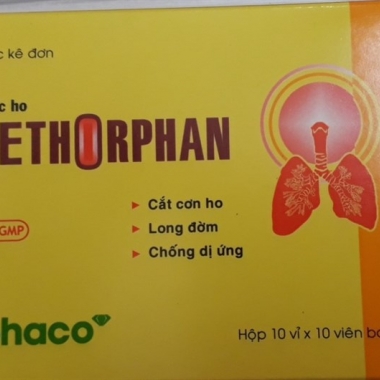 c kê đơn
c ho
ETHORPHAN
Cắt cơn ho
Long đờm
Chống dị ứng
GMP
haco
Hộp 10 vỉ x 10 viên b